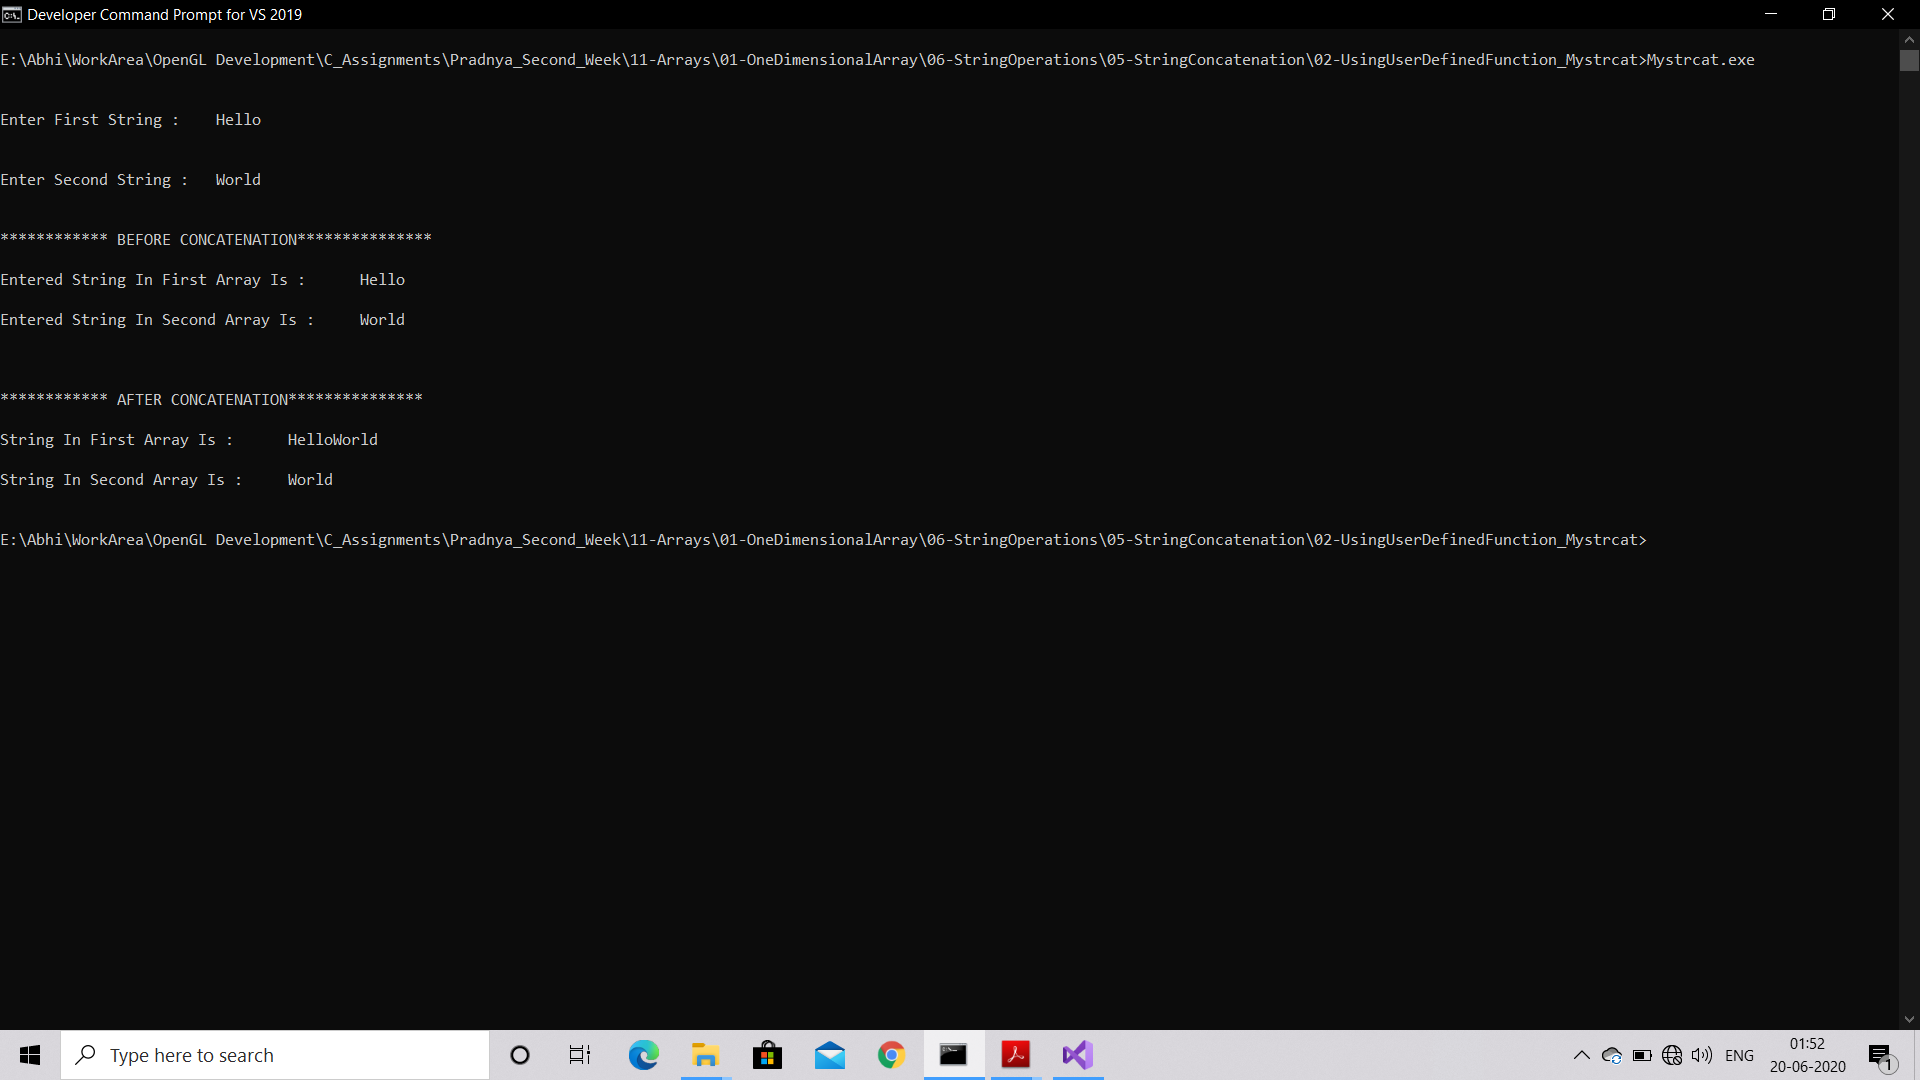 Developer Command Prompt for VS 2019
E:\Abhi\WorkArea\OpenGL Development\C_Assignments\Pradnya_Second_Week\11-Arrays\01-OneDimensionalArray\06-StringOperations\05-StringConcatenation\02-UsingUserDefinedFunction_Mystrcat>Mystrcat.exe
Enter First String :    Hello
Enter Second String :   World
************ BEFORE CONCATENATION***************
Entered String In First Array Is :      Hello
Entered String In Second Array Is :     World
************ AFTER CONCATENATION***************
String In First Array Is :      HelloWorld
String In Second Array Is :     World
E:\Abhi\WorkArea\OpenGL Development\C_Assignments\Pradnya_Second_Week\11-Arrays\01-OneDimensionalArray\06-StringOperations\05-StringConcatenation\02-UsingUserDefinedFunction_Mystrcat>
Type here to search
ENG
01:52
20-06-2020
1